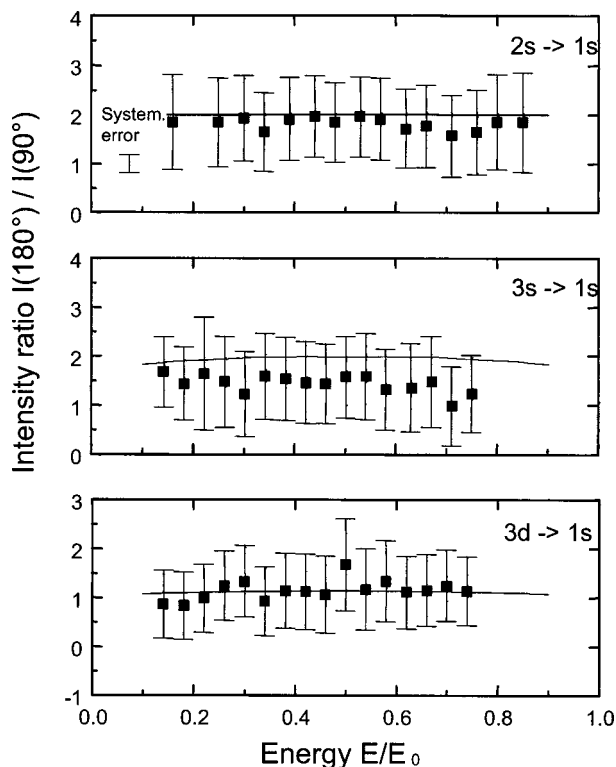 Intensity ratio I(180°) / I(90°)
4
3
2
1
0
2s -> 1s
System.
error
4
3
2
1
0
3s -> 1s
3
2
1
0
-1
3d -> 1s
0.0 0.2 0.4 0.6 0.8 1.0
Energy E/E₀